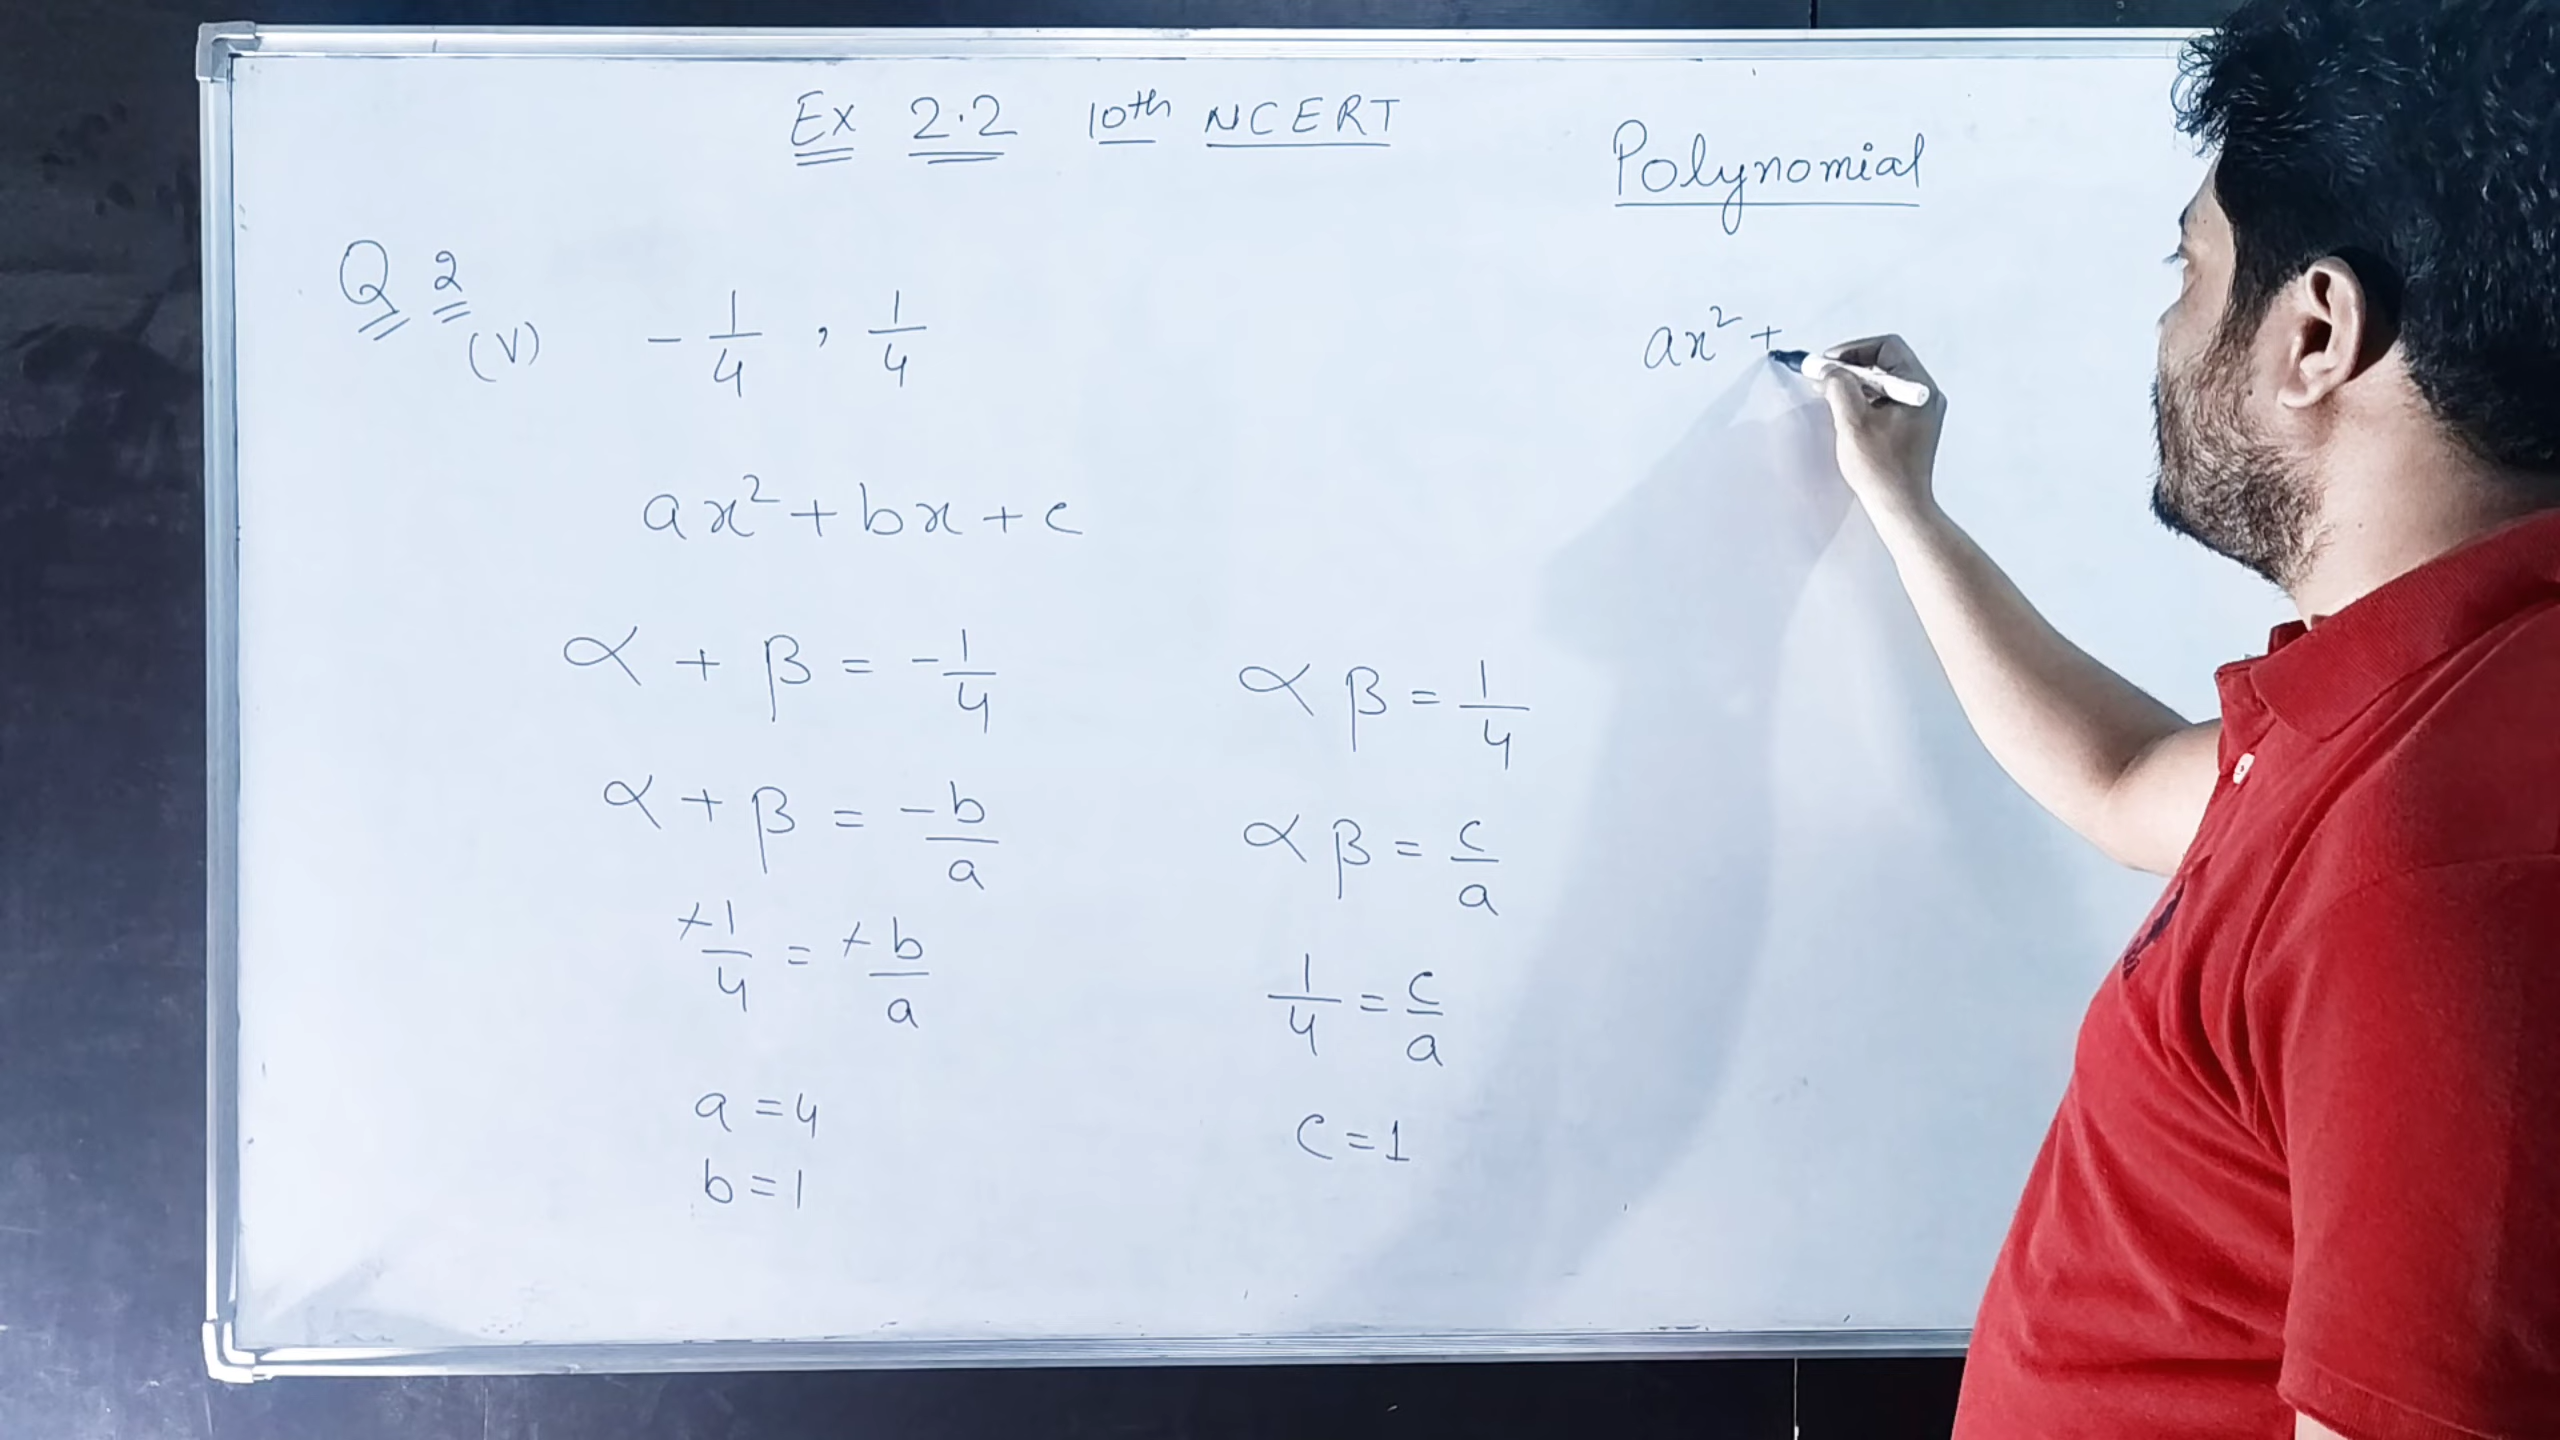 Ex 2.2 10th NCERT
Polynomial
Q 2
(V) - 1/4 , 1/4
ax² +
ax² + bx + c
α + β = -1/4
αβ = 1/4
α + β = -b/a
αβ = c/a
-1/4 = -b/a
1/4 = c/a
a = 4
c = 1
b = 1